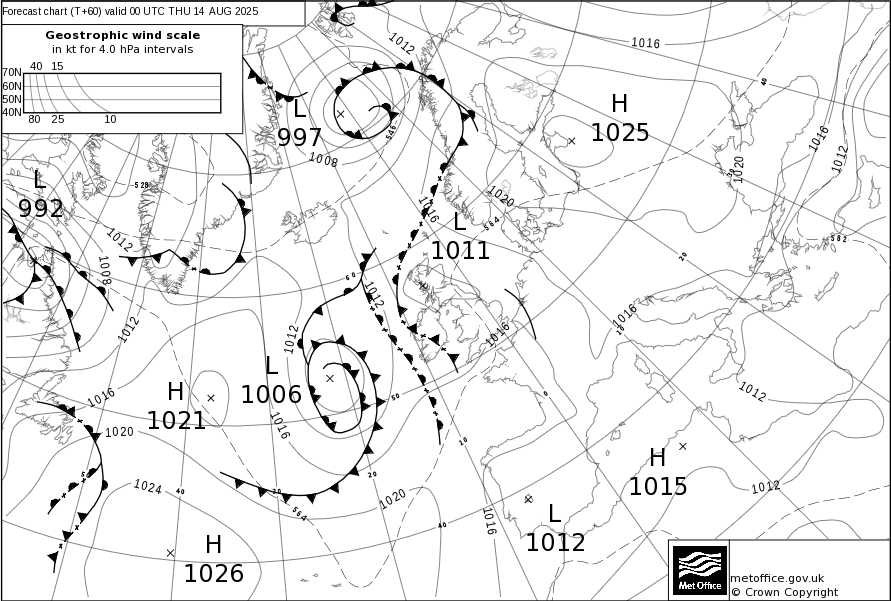 Forecast chart (T+60) valid 00 UTC THU 14 AUG 2025
Geostrophic wind scale
in kt for 4.0 hPa intervals
40 15
70N
60N
50N
40N
80 25 10
1012
1016
H
1025
L
997
1008
546
40
1016
1012
1020
L
992
528
1012
1008
1020
1016
564
L
1011
582
20
60
1012
1012
1012
1016
1016
L
1006
H
1021
1016
1020
1016
50
0
1012
10
H
1015
1012
50
1024
40
30
20
564
1020
40
1016
L
1012
H
1026
Met Office
metoffice.gov.uk
© Crown Copyright